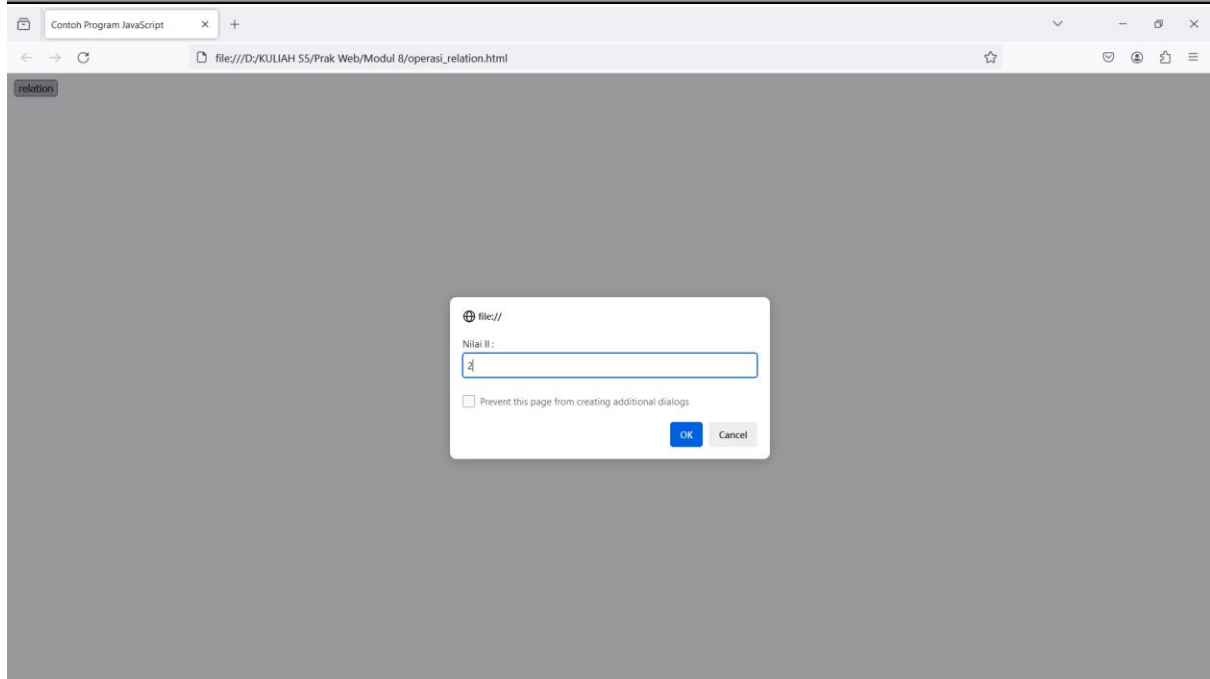 Contoh Program JavaScript
file:///D:/KULIAH S5/Prak Web/Modul 8/operasi_relation.html
relation
file://
Nilai II :
2
Prevent this page from creating additional dialogs
OK Cancel